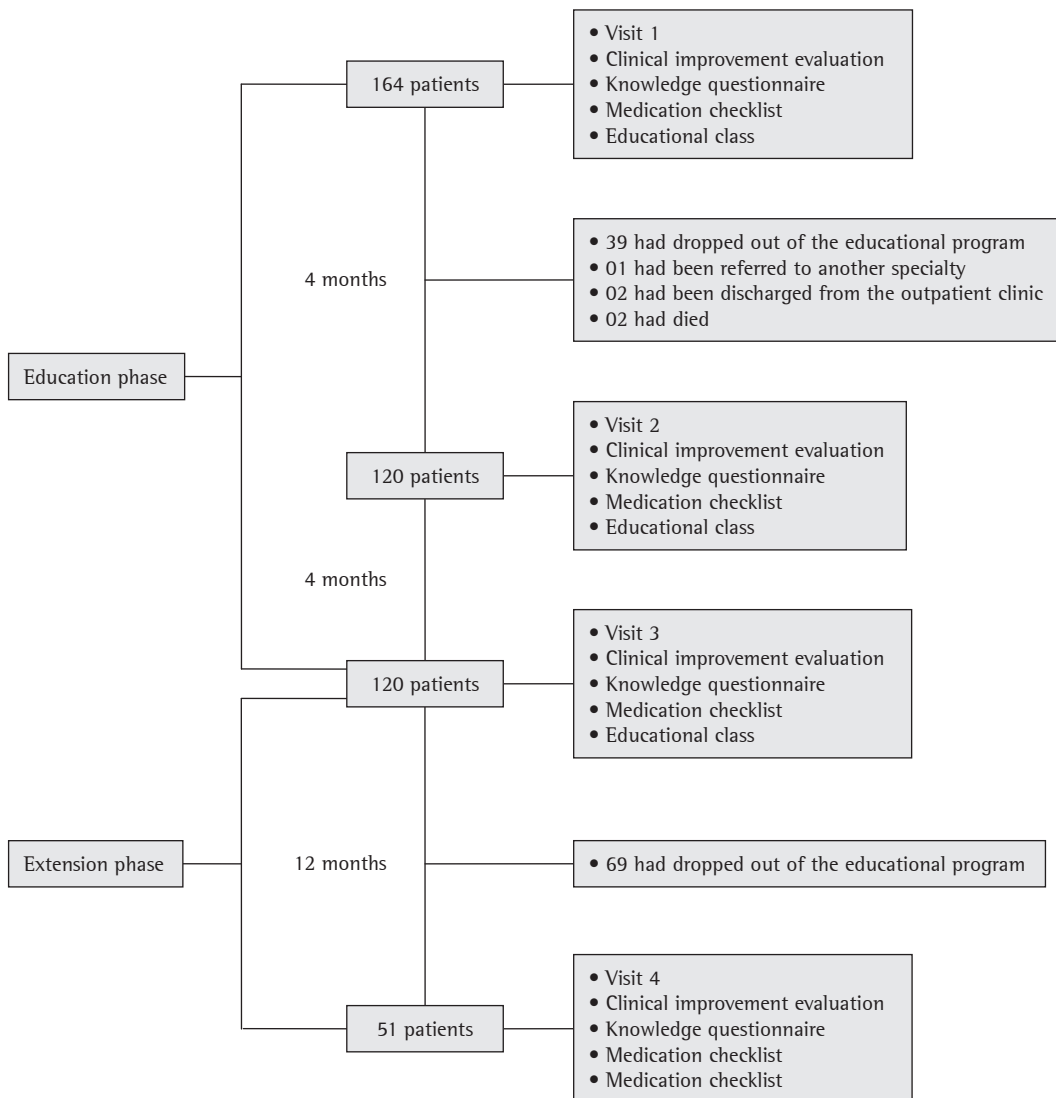 164 patients
• Visit 1
• Clinical improvement evaluation
• Knowledge questionnaire
• Medication checklist
• Educational class
4 months
• 39 had dropped out of the educational program
• 01 had been referred to another specialty
• 02 had been discharged from the outpatient clinic
• 02 had died
Education phase
120 patients
• Visit 2
• Clinical improvement evaluation
• Knowledge questionnaire
• Medication checklist
• Educational class
4 months
120 patients
• Visit 3
• Clinical improvement evaluation
• Knowledge questionnaire
• Medication checklist
• Educational class
Extension phase
12 months
• 69 had dropped out of the educational program
51 patients
• Visit 4
• Clinical improvement evaluation
• Knowledge questionnaire
• Medication checklist
• Medication checklist